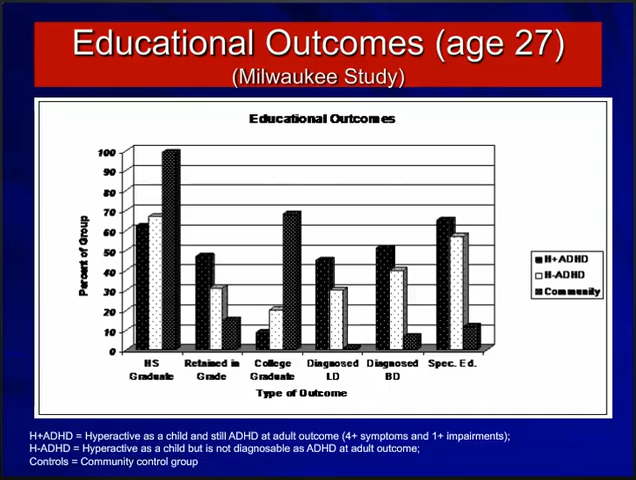 Educational Outcomes (age 27)
(Milwaukee Study)
Educational Outcomes
100
90
80
70
60
50
40
30
20
10
0
Percent of Group
HS Graduate
Retained in Grade
College Graduate
Diagnosed LD
Diagnosed BD
Spec. Ed.
Type of Outcome
H+ADHD
H-ADHD
Community
H+ADHD = Hyperactive as a child and still ADHD at adult outcome (4+ symptoms and 1+ impairments);
H-ADHD = Hyperactive as a child but is not diagnosable as ADHD at adult outcome;
Controls = Community control group